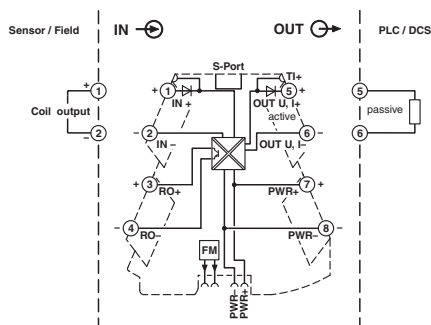 Sensor / Field
IN
OUT
PLC / DCS
S-Port
TI+
+ 1
+ 1
5 +
5
IN +
OUT U, I+
active
Coil output
passive
− 2
− 2
6 −
6
IN −
OUT U, I−
+ 3
RO+
PWR+
7 +
− 4
RO−
PWR−
8 −
FM
PWR−
PWR+